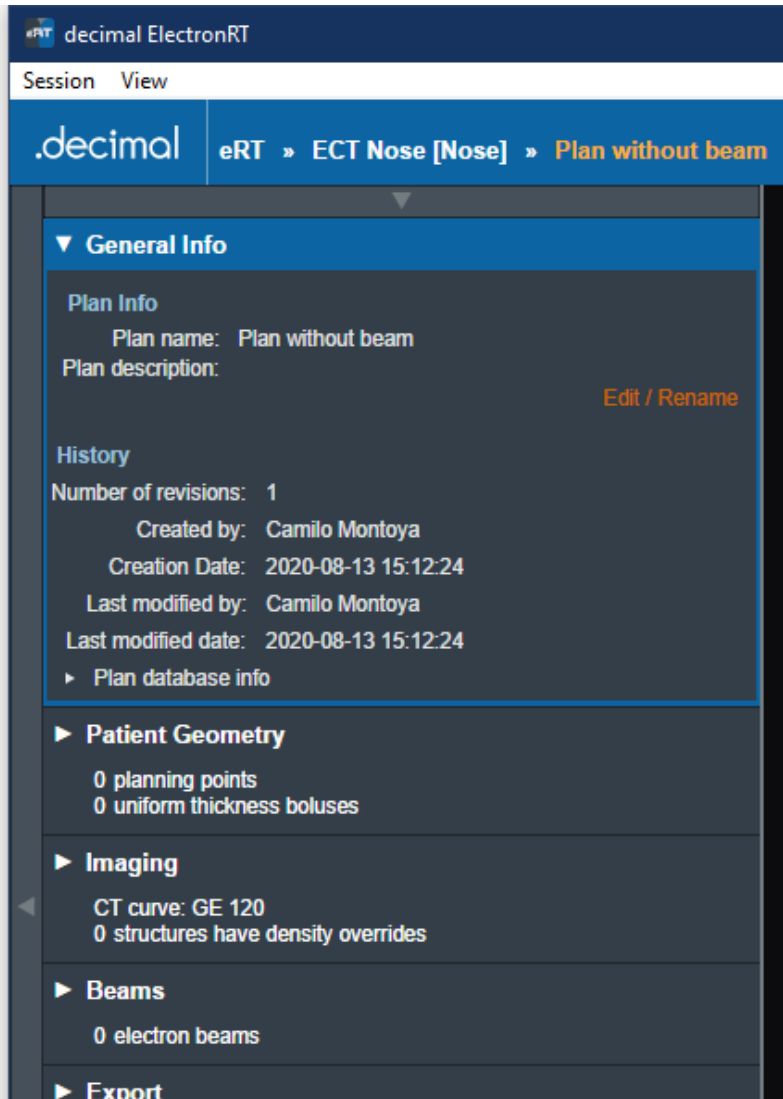 eRT decimal ElectronRT
Session View
.decimal eRT » ECT Nose [Nose] » Plan without beam
General Info
Plan Info
Plan name: Plan without beam
Plan description:
Edit / Rename
History
Number of revisions: 1
Created by: Camilo Montoya
Creation Date: 2020-08-13 15:12:24
Last modified by: Camilo Montoya
Last modified date: 2020-08-13 15:12:24
Plan database info
Patient Geometry
0 planning points
0 uniform thickness boluses
Imaging
CT curve: GE 120
0 structures have density overrides
Beams
0 electron beams
Export